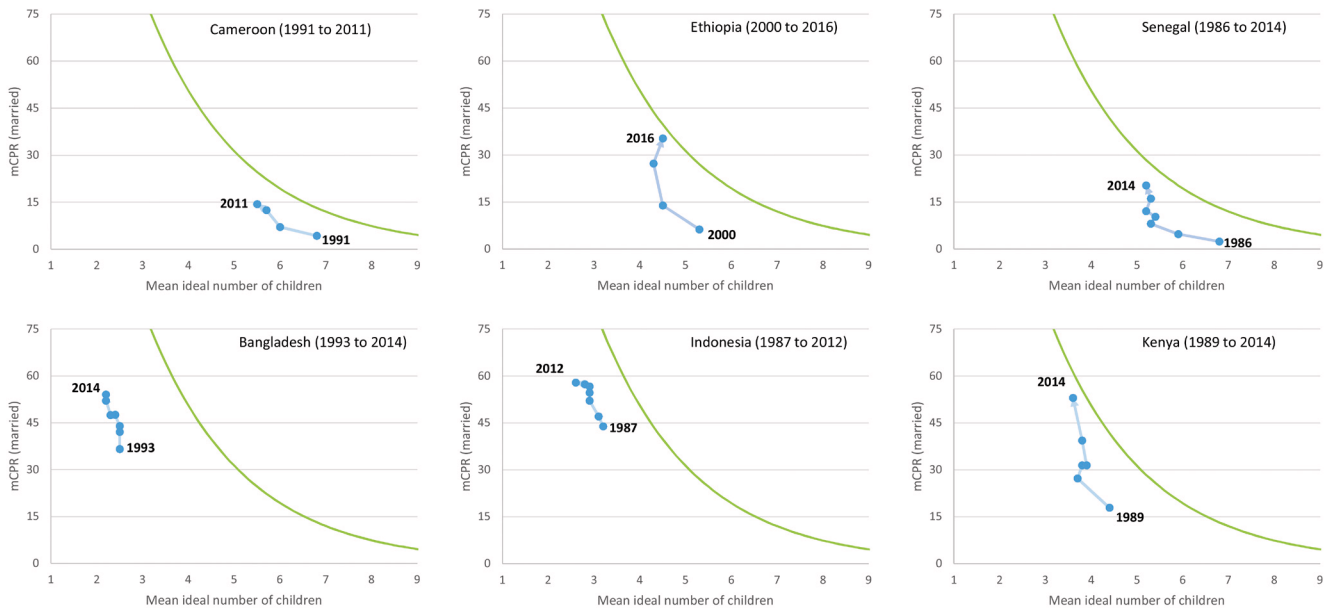 Cameroon (1991 to 2011)
mCPR (married)
75
60
45
30
15
0
2011
1991
1 2 3 4 5 6 7 8 9
Mean ideal number of children
Ethiopia (2000 to 2016)
mCPR (married)
75
60
45
30
15
0
2016
2000
1 2 3 4 5 6 7 8 9
Mean ideal number of children
Senegal (1986 to 2014)
mCPR (married)
75
60
45
30
15
0
2014
1986
1 2 3 4 5 6 7 8 9
Mean ideal number of children
Bangladesh (1993 to 2014)
mCPR (married)
75
60
45
30
15
0
2014
1993
1 2 3 4 5 6 7 8 9
Mean ideal number of children
Indonesia (1987 to 2012)
mCPR (married)
75
60
45
30
15
0
2012
1987
1 2 3 4 5 6 7 8 9
Mean ideal number of children
Kenya (1989 to 2014)
mCPR (married)
75
60
45
30
15
0
2014
1989
1 2 3 4 5 6 7 8 9
Mean ideal number of children